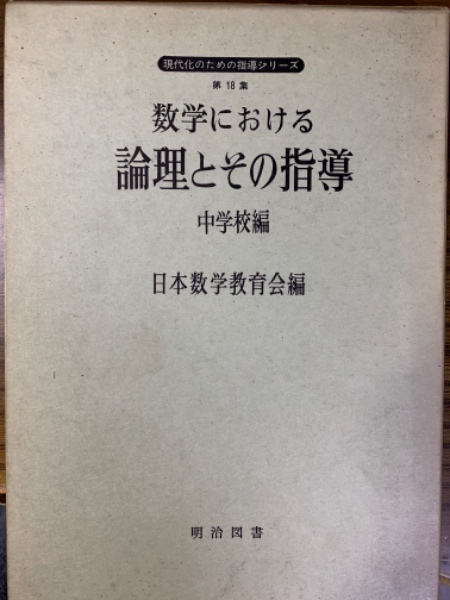 現代化のための指導シリーズ
第18集
数学における
論理とその指導
中学校編
日本数学教育会編
明治図書